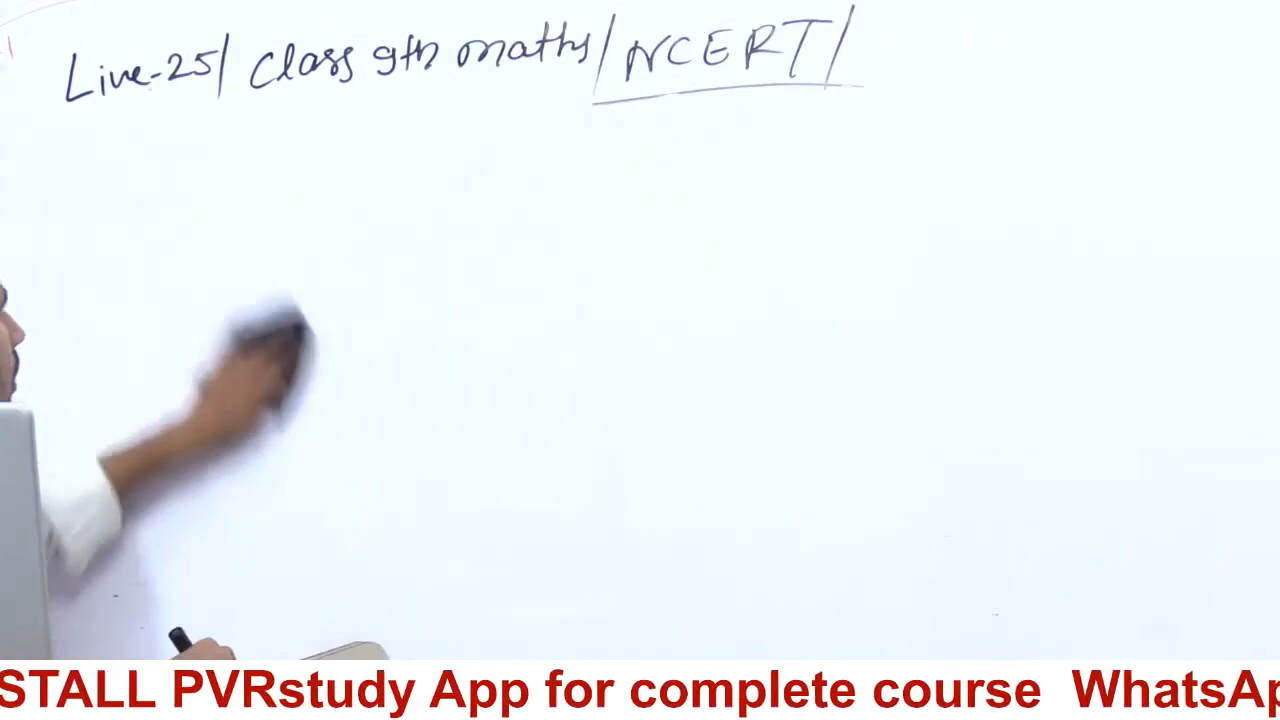 Live-25/ Class 9th maths/NCERT/
STALL PVRstudy App for complete course WhatsAp